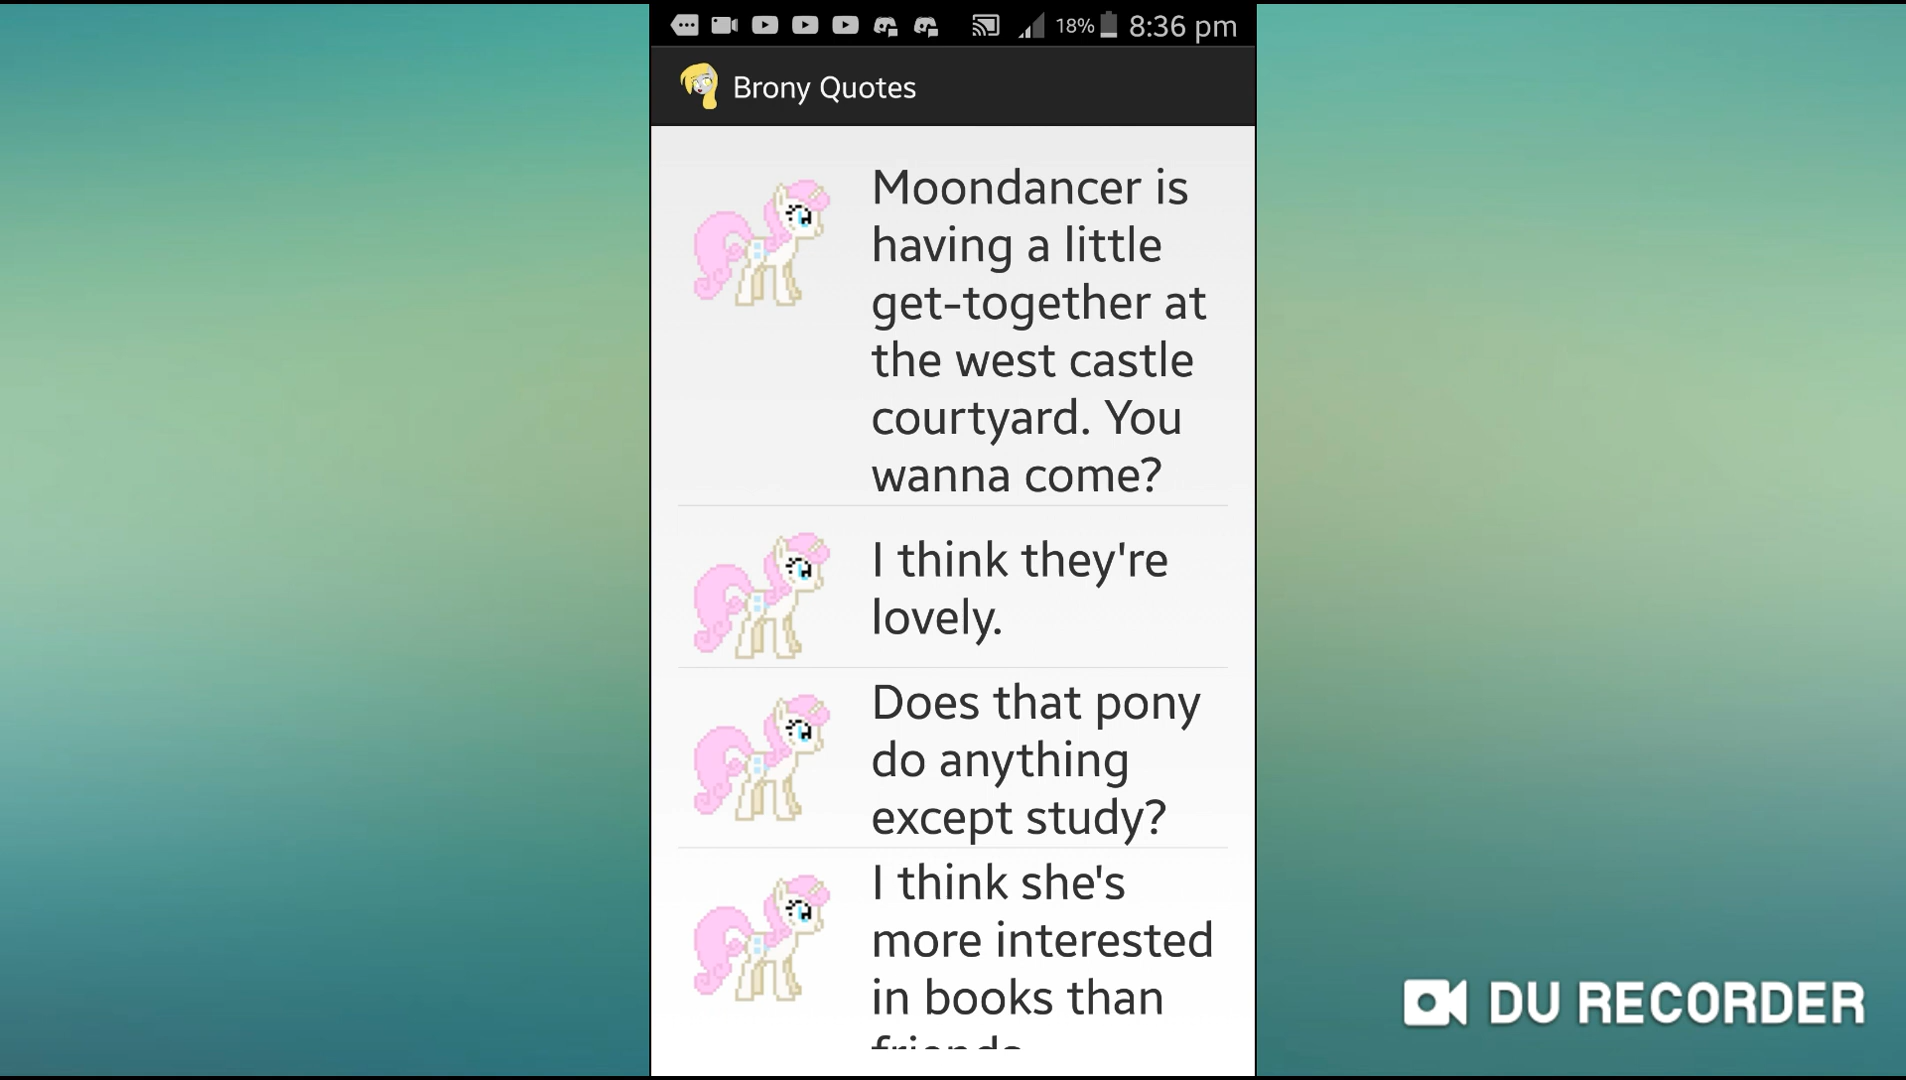 18% 8:36 pm
Brony Quotes
Moondancer is
having a little
get-together at
the west castle
courtyard. You
wanna come?
I think they're
lovely.
Does that pony
do anything
except study?
I think she's
more interested
in books than
friends
DU RECORDER